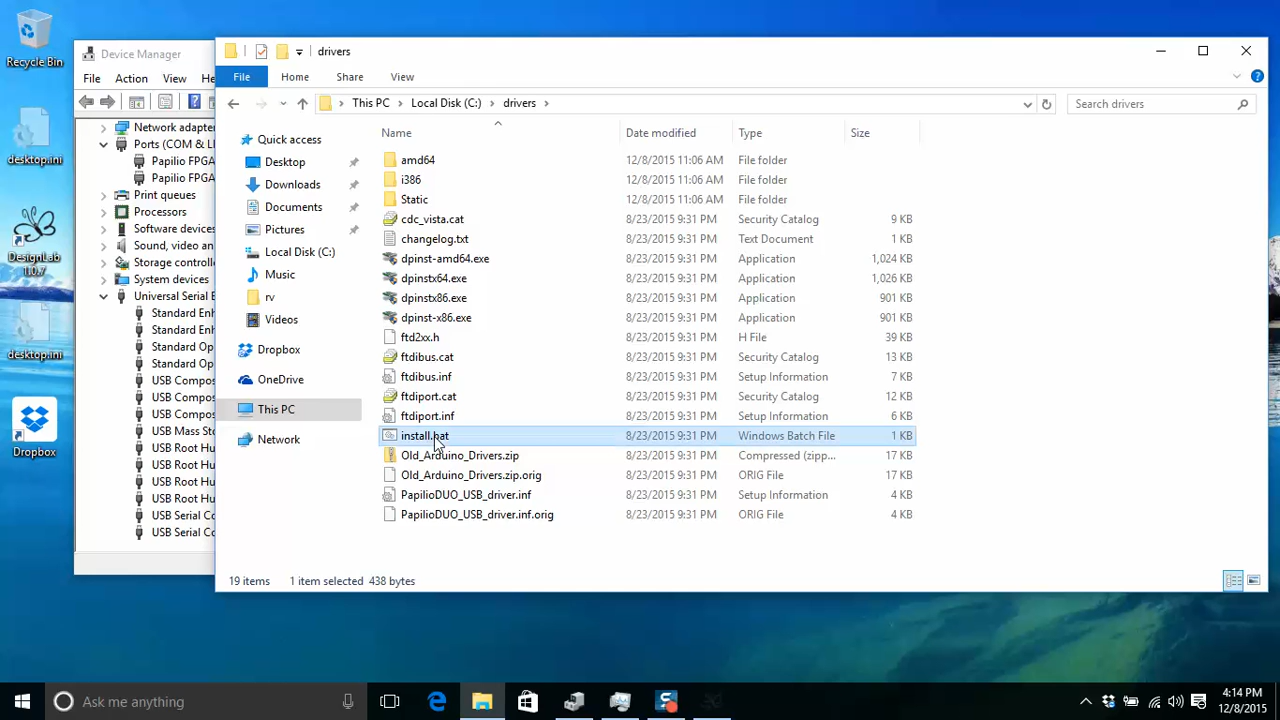 Recycle Bin
desktop.ini
DesignLab
1.0.7
desktop.ini
Dropbox
Device Manager
File Action View He
Network adapte
Ports (COM & L
Papilio FPGA
Papilio FPGA
Print queues
Processors
Software device
Sound, video an
Storage controll
System devices
Universal Serial B
Standard Enh
Standard Enh
Standard Op
Standard Op
USB Compos
USB Compos
USB Compos
USB Mass Sto
USB Root Hu
USB Root Hu
USB Root Hu
USB Root Hu
USB Serial Co
USB Serial Co
drivers
File Home Share View
This PC Local Disk (C:) drivers
Search drivers
Quick access
Desktop
Downloads
Documents
Pictures
Local Disk (C:)
Music
rv
Videos
Dropbox
OneDrive
This PC
Network
Name Date modified Type Size
amd64 12/8/2015 11:06 AM File folder
i386 12/8/2015 11:06 AM File folder
Static 12/8/2015 11:06 AM File folder
cdc_vista.cat 8/23/2015 9:31 PM Security Catalog 9 KB
changelog.txt 8/23/2015 9:31 PM Text Document 1 KB
dpinst-amd64.exe 8/23/2015 9:31 PM Application 1,024 KB
dpinstx64.exe 8/23/2015 9:31 PM Application 1,026 KB
dpinstx86.exe 8/23/2015 9:31 PM Application 901 KB
dpinst-x86.exe 8/23/2015 9:31 PM Application 901 KB
ftd2xx.h 8/23/2015 9:31 PM H File 39 KB
ftdibus.cat 8/23/2015 9:31 PM Security Catalog 13 KB
ftdibus.inf 8/23/2015 9:31 PM Setup Information 7 KB
ftdiport.cat 8/23/2015 9:31 PM Security Catalog 12 KB
ftdiport.inf 8/23/2015 9:31 PM Setup Information 6 KB
install.bat 8/23/2015 9:31 PM Windows Batch File 1 KB
Old_Arduino_Drivers.zip 8/23/2015 9:31 PM Compressed (zipp... 17 KB
Old_Arduino_Drivers.zip.orig 8/23/2015 9:31 PM ORIG File 17 KB
PapilioDUO_USB_driver.inf 8/23/2015 9:31 PM Setup Information 4 KB
PapilioDUO_USB_driver.inf.orig 8/23/2015 9:31 PM ORIG File 4 KB
19 items 1 item selected 438 bytes
Ask me anything
4:14 PM
12/8/2015